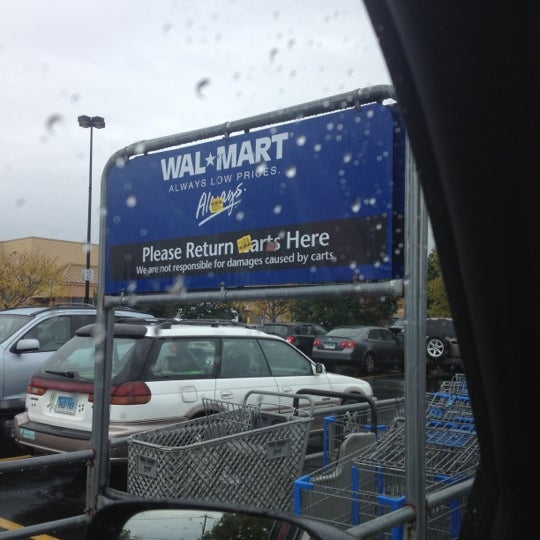 WAL★MART
ALWAYS LOW PRICES.
Always.
Please Return Carts Here
We are not responsible for damages caused by carts